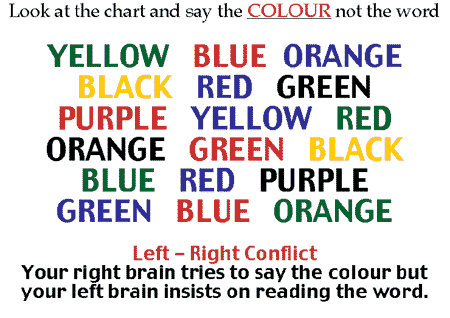 Look at the chart and say the COLOUR not the word
YELLOW BLUE ORANGE
BLACK RED GREEN
PURPLE YELLOW RED
ORANGE GREEN BLACK
BLUE RED PURPLE
GREEN BLUE ORANGE
Left – Right Conflict
Your right brain tries to say the colour but
your left brain insists on reading the word.